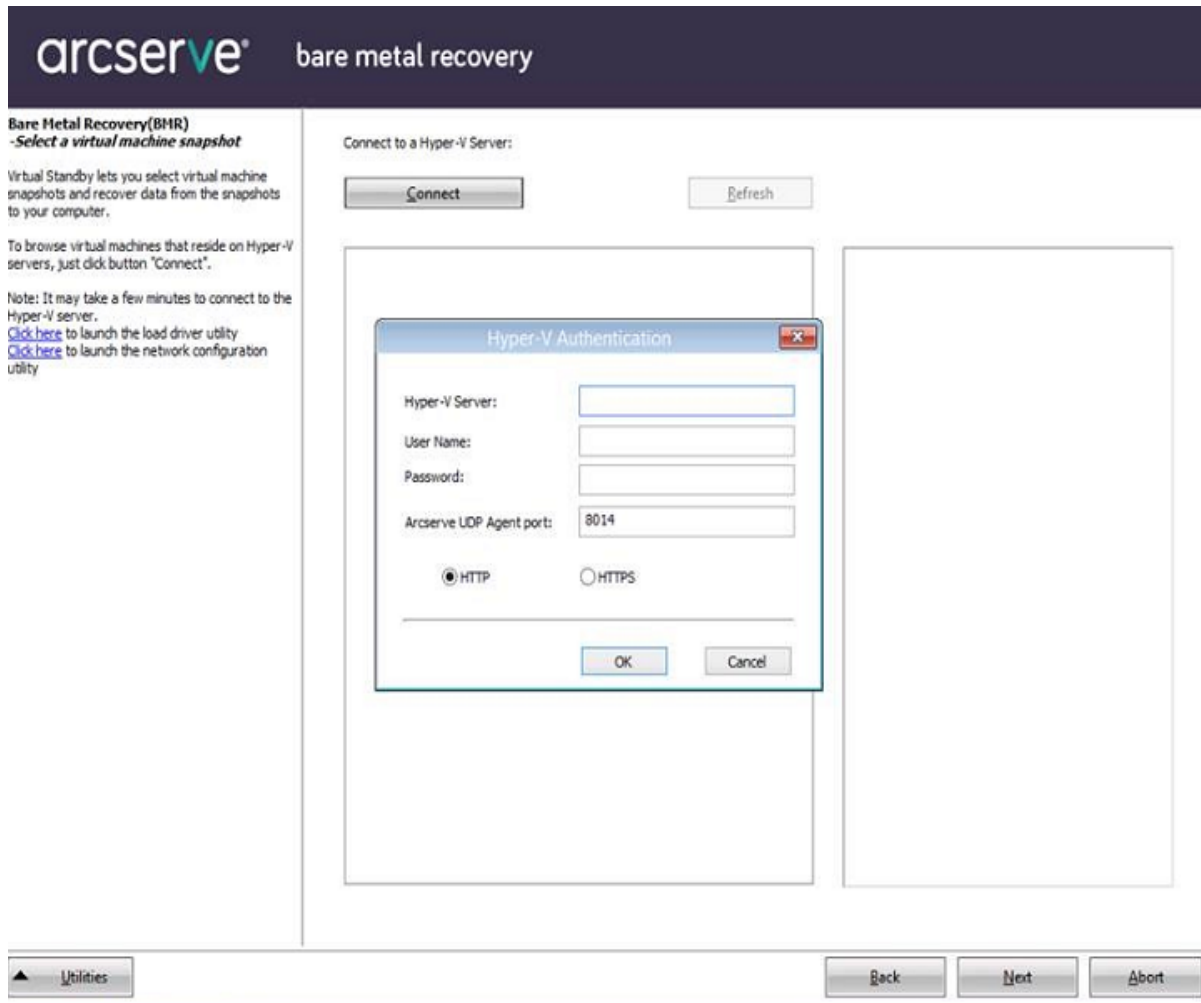 arcserve® bare metal recovery
Bare Metal Recovery(BMR)
-Select a virtual machine snapshot
Virtual Standby lets you select virtual machine
snapshots and recover data from the snapshots
to your computer.
To browse virtual machines that reside on Hyper-V
servers, just click button "Connect".
Note: It may take a few minutes to connect to the
Hyper-V server.
Click here to launch the load driver utility
Click here to launch the network configuration
utility
Connect to a Hyper-V Server:
Connect
Refresh
Hyper-V Authentication
Hyper-V Server:
User Name:
Password:
Arcserve UDP Agent port: 8014
HTTP HTTPS
OK Cancel
Utilities
Back Next Abort